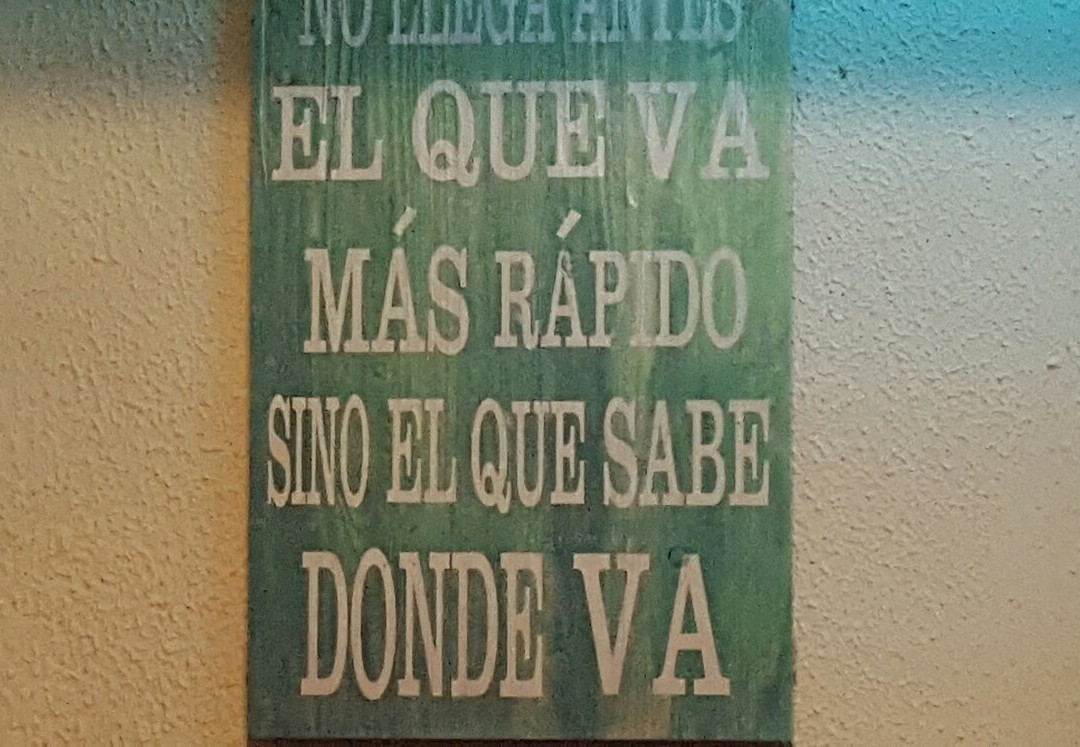 NO LLEGA ANTES
EL QUE VA
MÁS RÁPIDO
SINO EL QUE SABE
DONDE VA